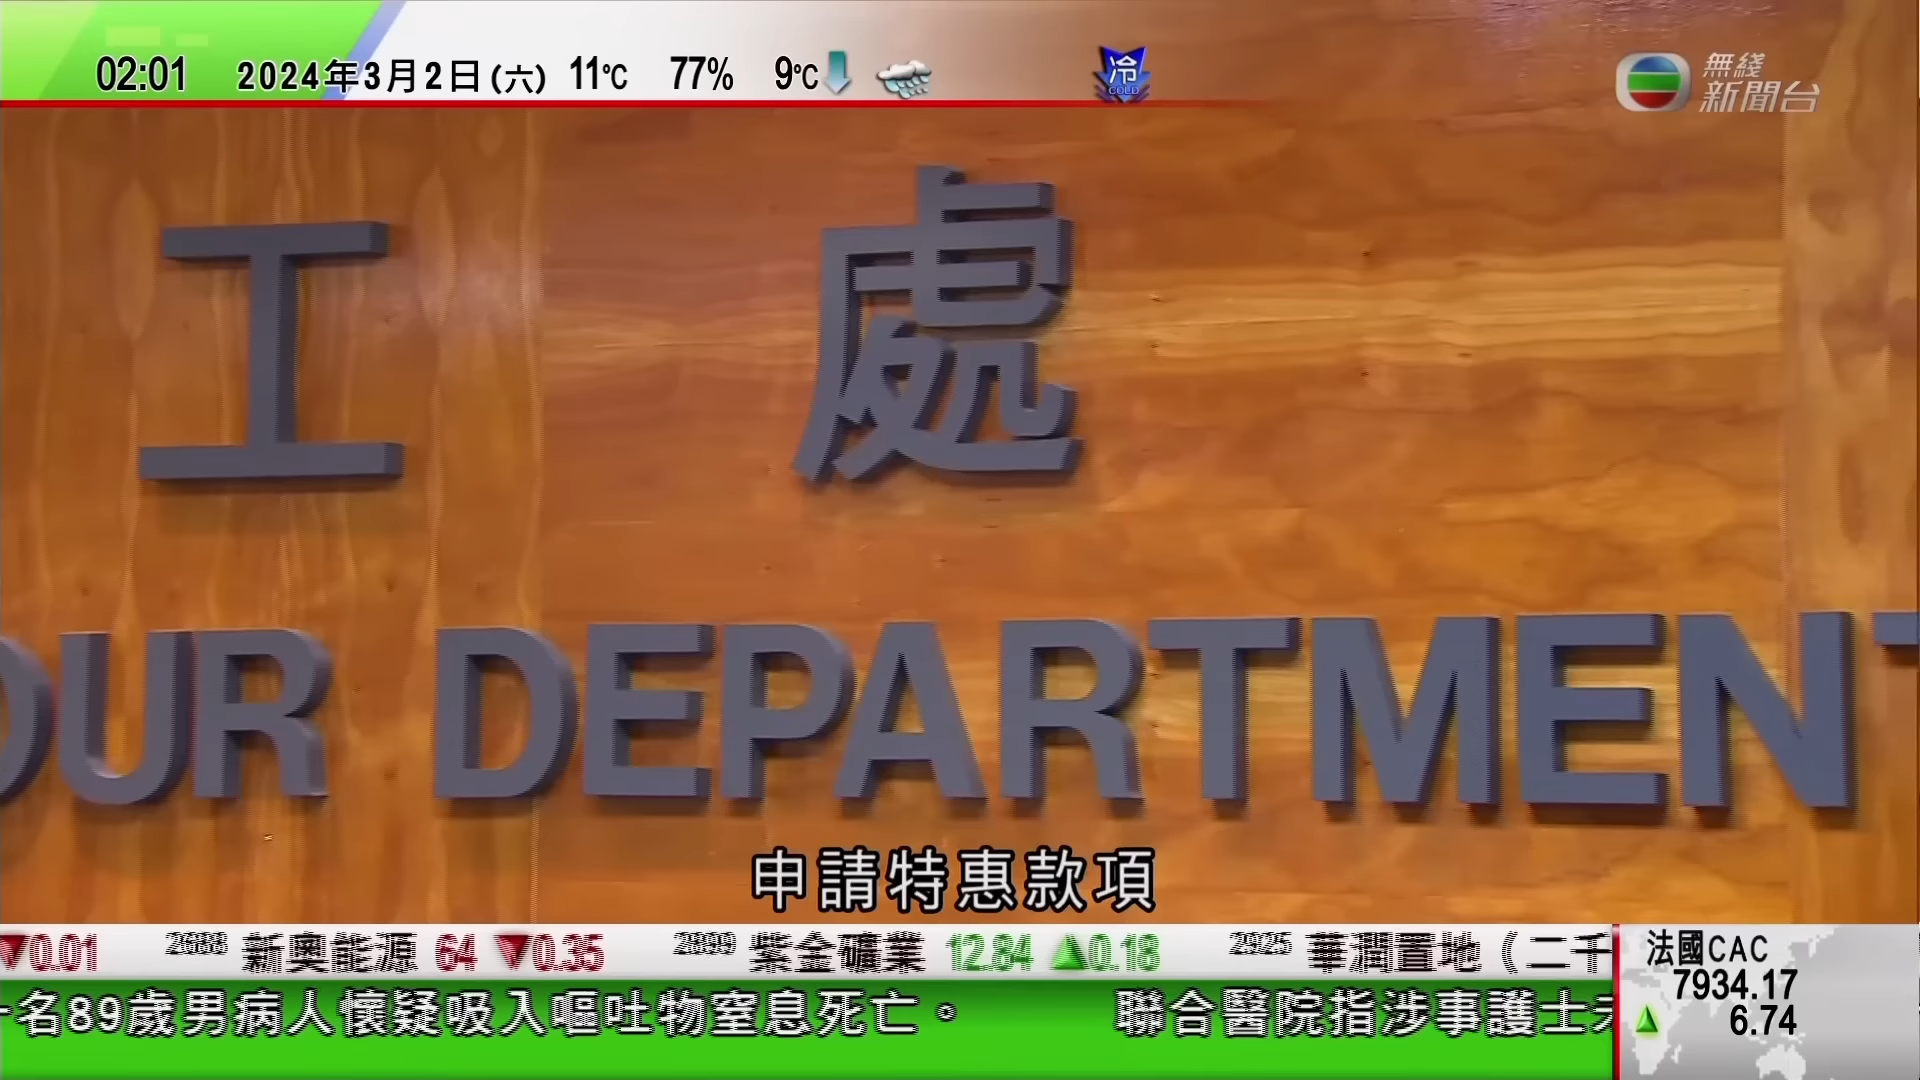 02:01 2024年3月2日(六) 11℃ 77% 9℃
冷
COLD
無綫
新聞台
工處
OUR DEPARTMENT
申請特惠款項
0.01 2688 新奧能源 64 0.35 2899 紫金礦業 12.84 0.18 華潤置地（二千
一名89歲男病人懷疑吸入嘔吐物窒息死亡。 聯合醫院指涉事護士未
法國CAC
7934.17
6.74